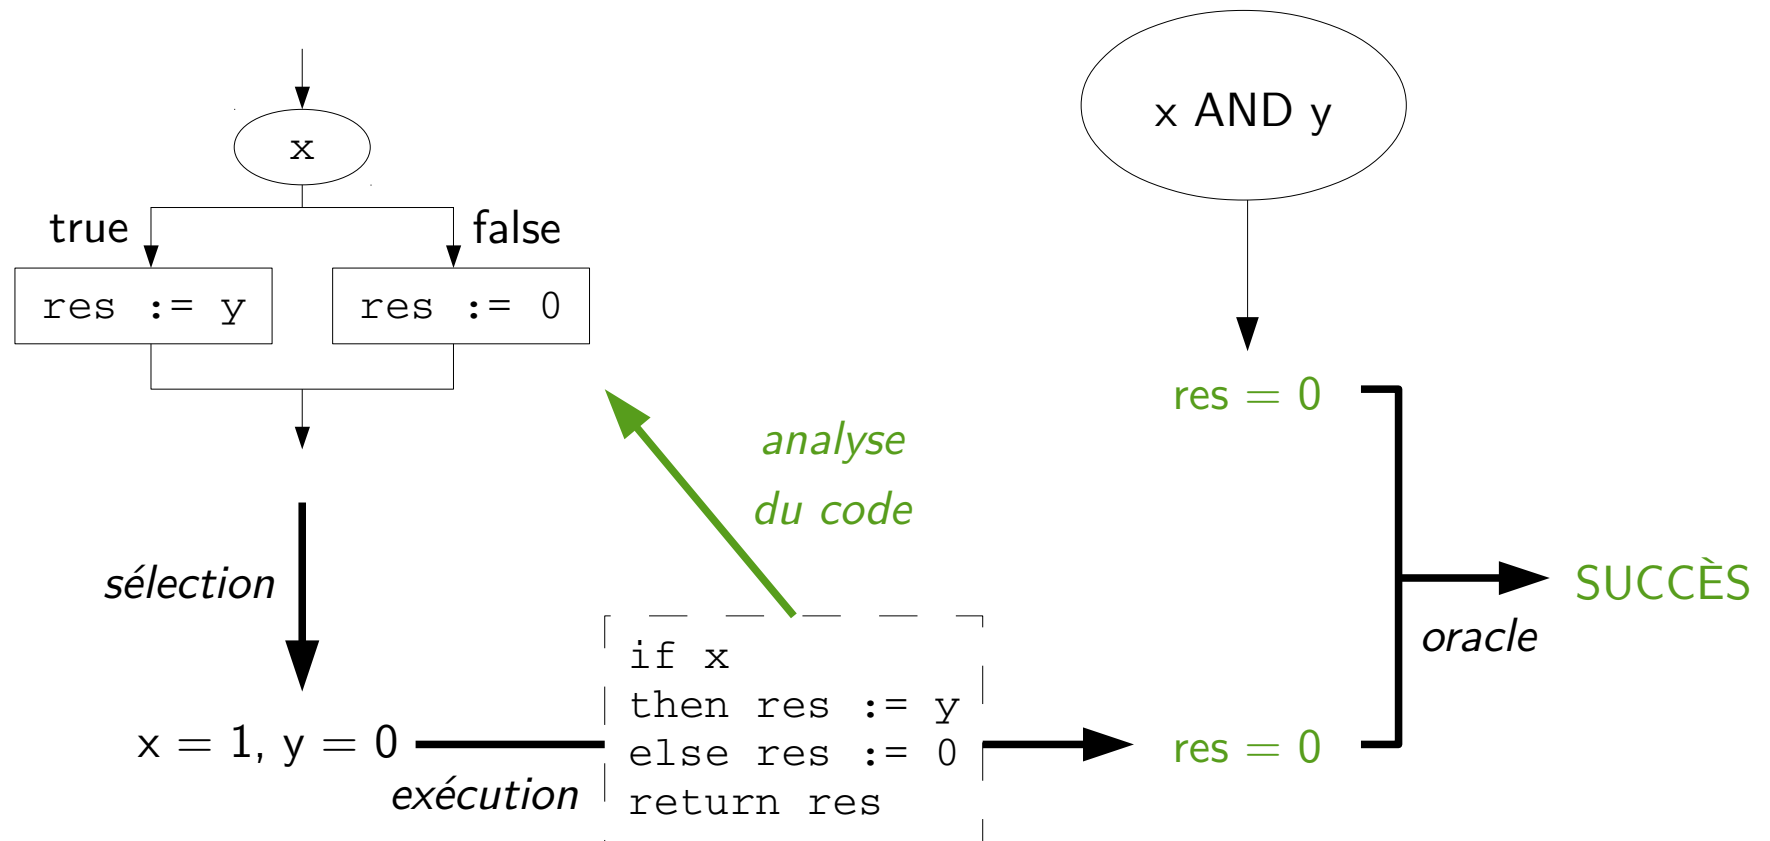 x
true
false
res := y
res := 0
sélection
x = 1, y = 0
exécution
analyse
du code
if x
then res := y
else res := 0
return res
x AND y
res = 0
res = 0
oracle
SUCCÈS